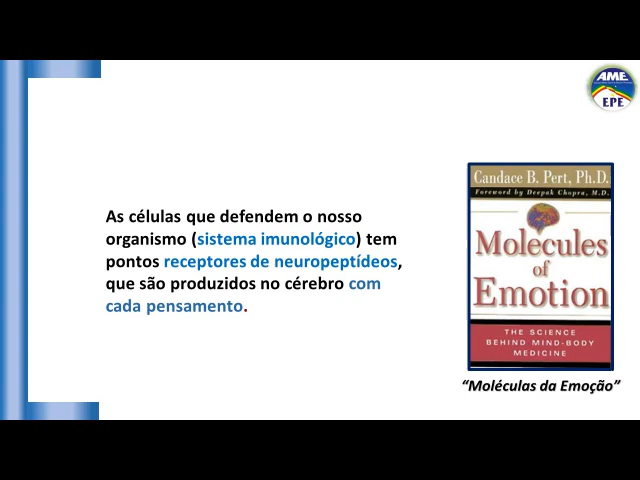 AME
EPE
As células que defendem o nosso
organismo (sistema imunológico) tem
pontos receptores de neuropeptídeos,
que são produzidos no cérebro com
cada pensamento.
Candace B. Pert, Ph.D.
Foreword by Deepak Chopra, M.D.
Molecules
of
Emotion
THE SCIENCE
BEHIND MIND-BODY
MEDICINE
“Moléculas da Emoção”